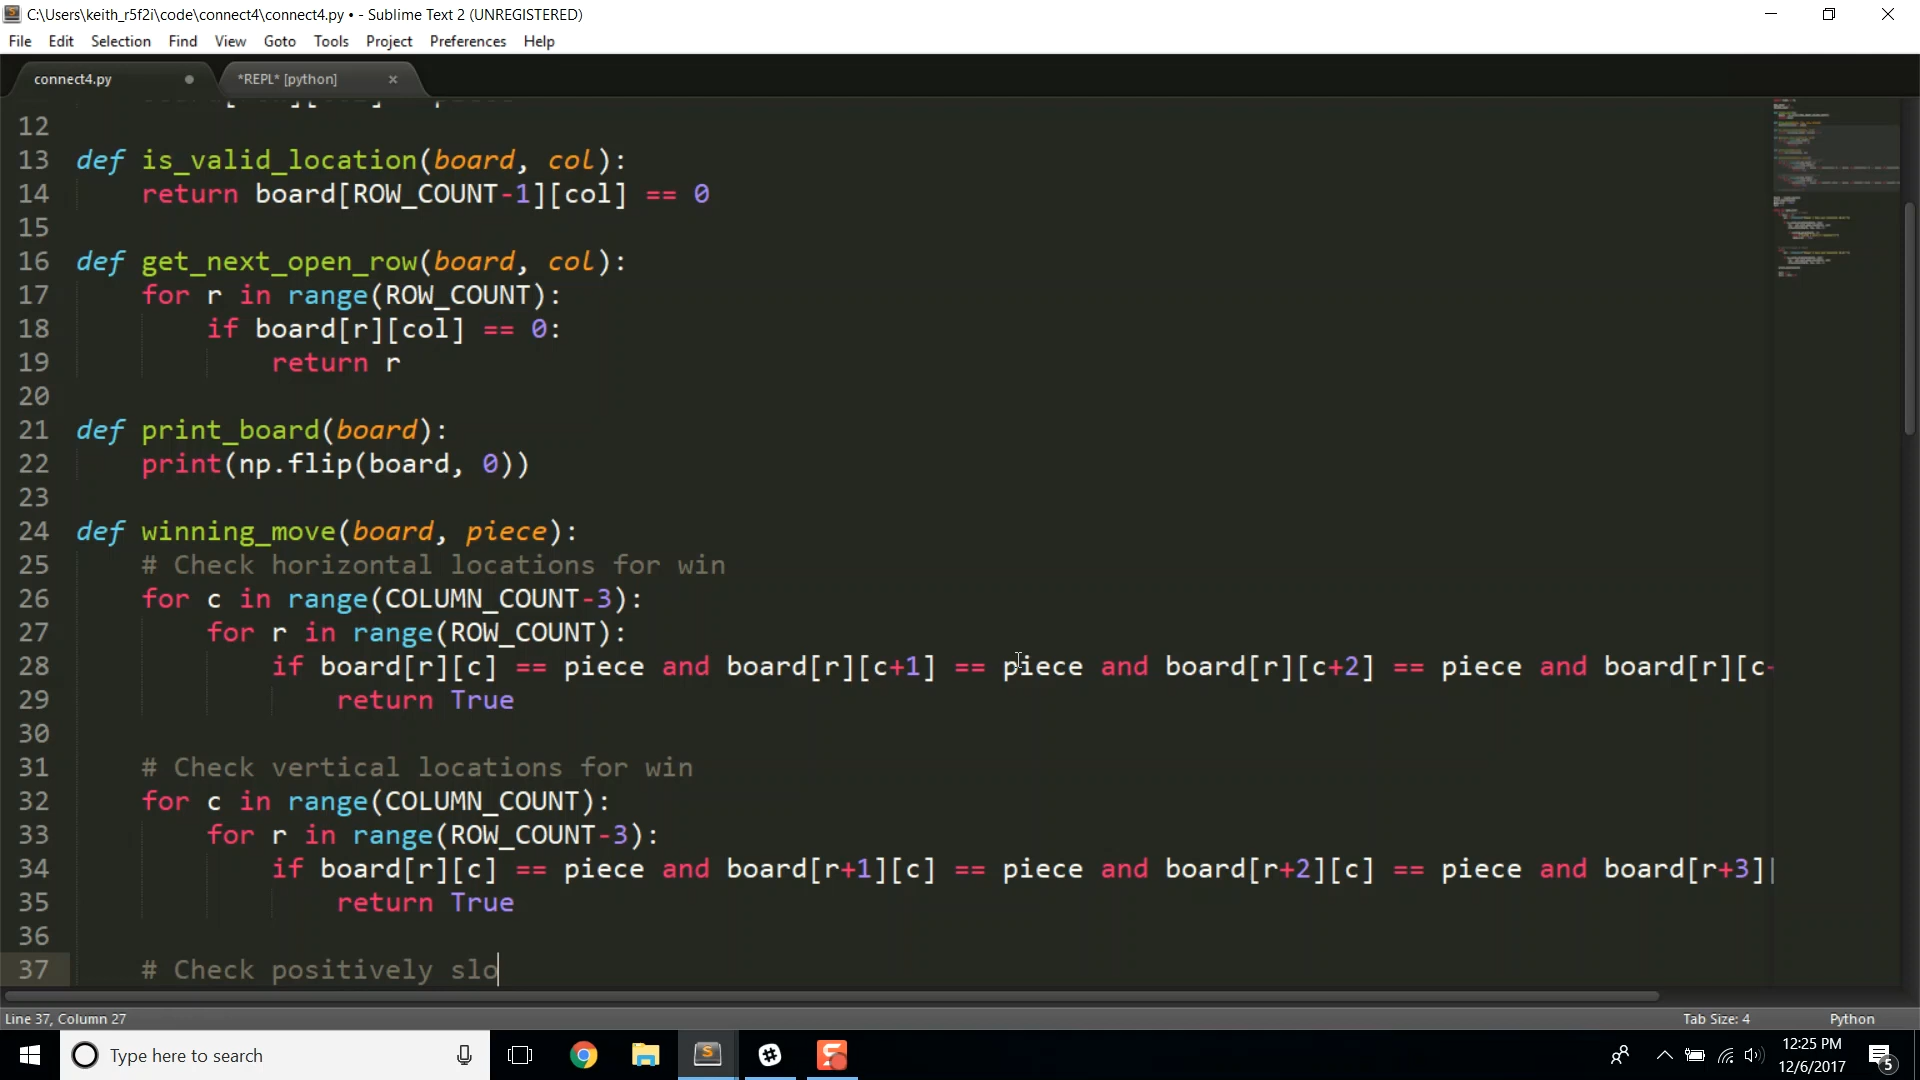 C:\Users\keith_r5f2i\code\connect4\connect4.py • - Sublime Text 2 (UNREGISTERED)
File Edit Selection Find View Goto Tools Project Preferences Help
connect4.py
*REPL* [python]
12
13 def is_valid_location(board, col):
14 return board[ROW_COUNT-1][col] == 0
15
16 def get_next_open_row(board, col):
17 for r in range(ROW_COUNT):
18 if board[r][col] == 0:
19 return r
20
21 def print_board(board):
22 print(np.flip(board, 0))
23
24 def winning_move(board, piece):
25 # Check horizontal locations for win
26 for c in range(COLUMN_COUNT-3):
27 for r in range(ROW_COUNT):
28 if board[r][c] == piece and board[r][c+1] == piece and board[r][c+2] == piece and board[r][c
29 return True
30
31 # Check vertical locations for win
32 for c in range(COLUMN_COUNT):
33 for r in range(ROW_COUNT-3):
34 if board[r][c] == piece and board[r+1][c] == piece and board[r+2][c] == piece and board[r+3]
35 return True
36
37 # Check positively slo
Line 37, Column 27
Tab Size: 4
Python
Type here to search
12:25 PM
12/6/2017
5